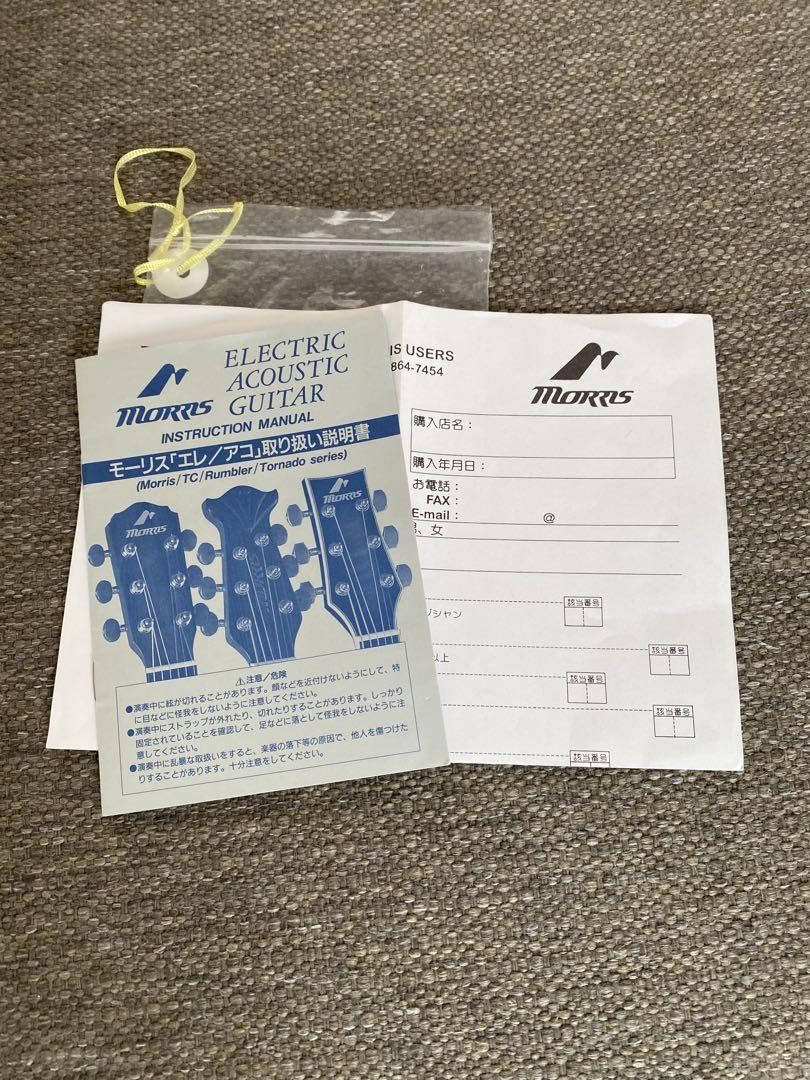 MORRIS
ELECTRIC
ACOUSTIC
GUITAR
INSTRUCTION MANUAL
モーリス「エレ／アコ」取り扱い説明書
(Morris/TC/Rumbler/Tornado series)
MORRIS
MORRIS
⚠注意／危険
●演奏中に絃が切れることがあります。顔などを近付けないようにして、特
に目などに怪我をしないように注意してください。
●演奏中にストラップが外れたり、切れたりすることがあります。しっかり
固定されていることを確認して、足などに落として怪我をしないように注
意してください。
●演奏中に乱暴な取扱いをすると、楽器の落下等の原因で、他人を傷つけた
りすることがあります。十分注意をしてください。
IS USERS
864-7454
MORRIS
購入店名：
購入年月日：
お電話：
FAX：
E-mail： @
、女
該当番号
ジシャン
該当番号
以上
該当番号
該当番号
該当番号